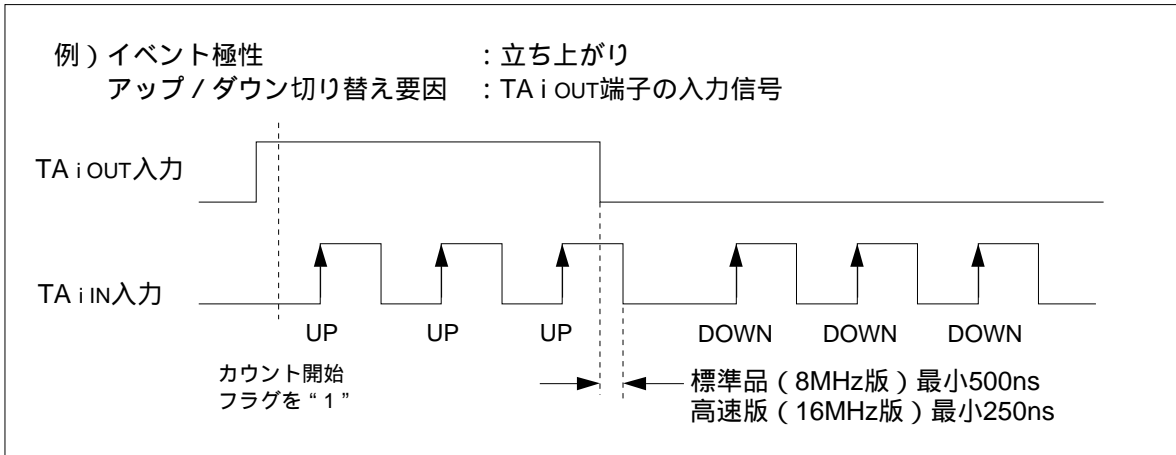 例）イベント極性　　　　　　　：立ち上がり
アップ / ダウン切り替え要因　：TA i OUT端子の入力信号
TA i OUT入力
TA i IN入力
UP UP UP DOWN DOWN DOWN
カウント開始
フラグを“ 1 ”
標準品（8MHz版）最小500ns
高速版（16MHz版）最小250ns